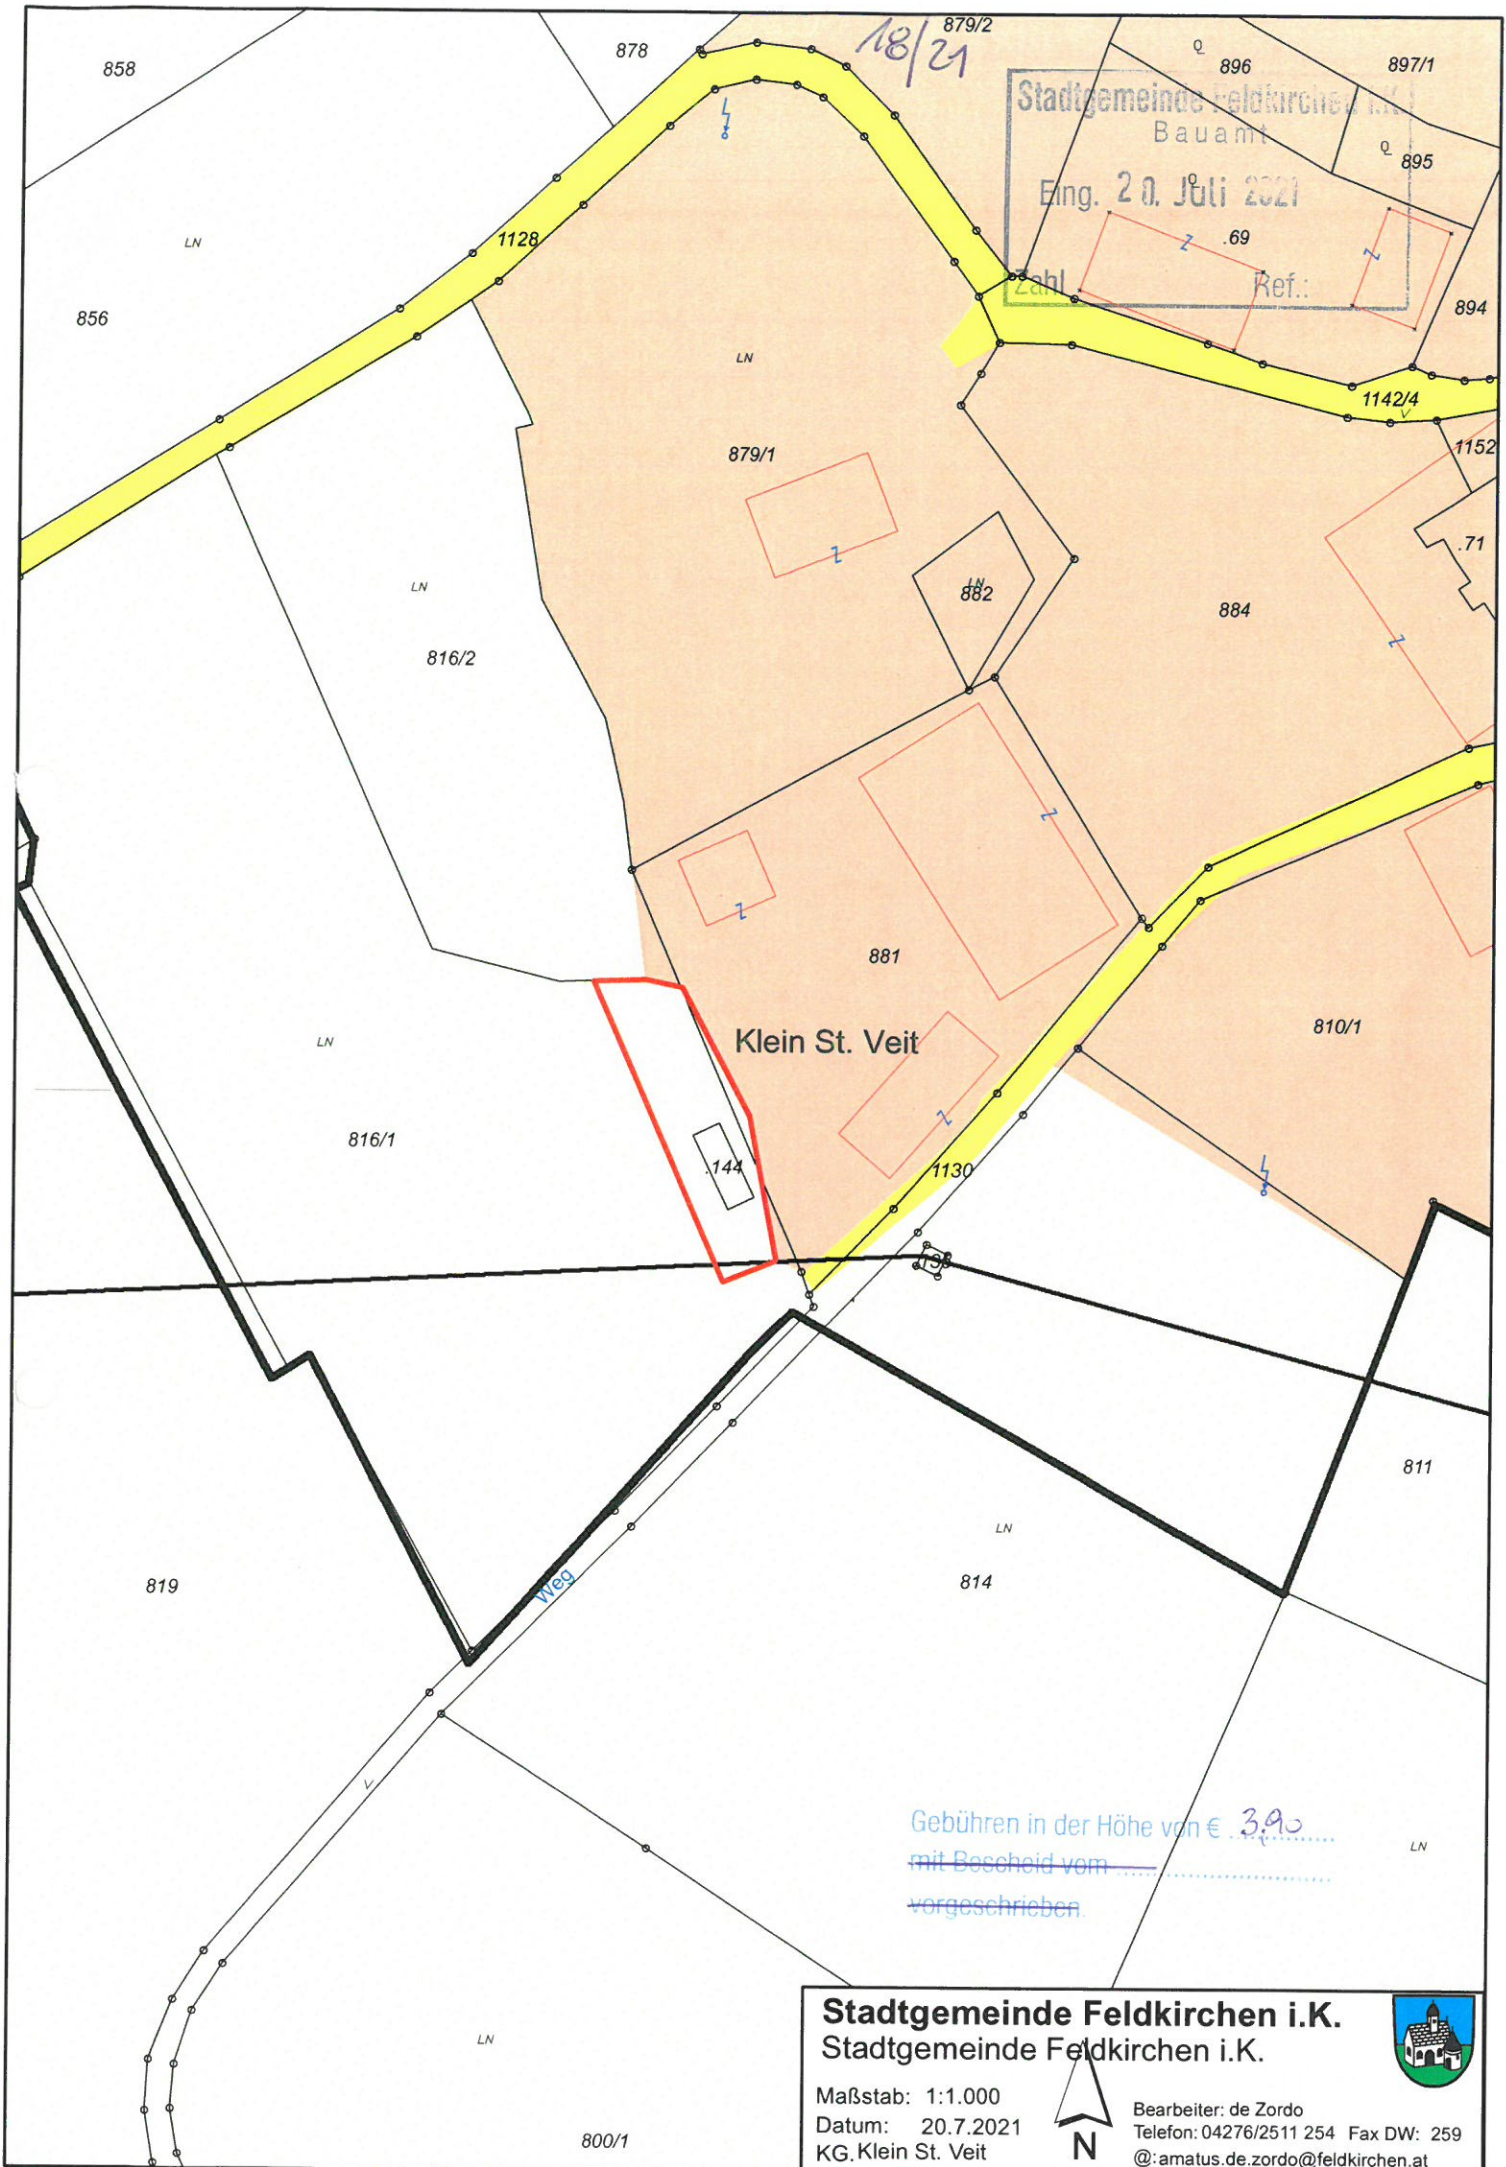 858
878
18/21
879/2
896
897/1
Stadtgemeinde Feldkirchen i.K.
Bauamt
895
Eing. 20. Juli 2021
.69
Zahl
Ref.:
LN
1128
856
894
LN
1142/4
879/1
1152
.71
LN
882
LN
884
816/2
881
810/1
LN
Klein St. Veit
816/1
.144
1130
811
LN
814
819
Weg
Gebühren in der Höhe von € 3,90
mit Bescheid vom
vorgeschrieben.
LN
LN
800/1
Stadtgemeinde Feldkirchen i.K.
Stadtgemeinde Feldkirchen i.K.
Maßstab: 1:1.000
Datum: 20.7.2021
KG. Klein St. Veit
N
Bearbeiter: de Zordo
Telefon: 04276/2511 254 Fax DW: 259
@: amatus.de.zordo@feldkirchen.at